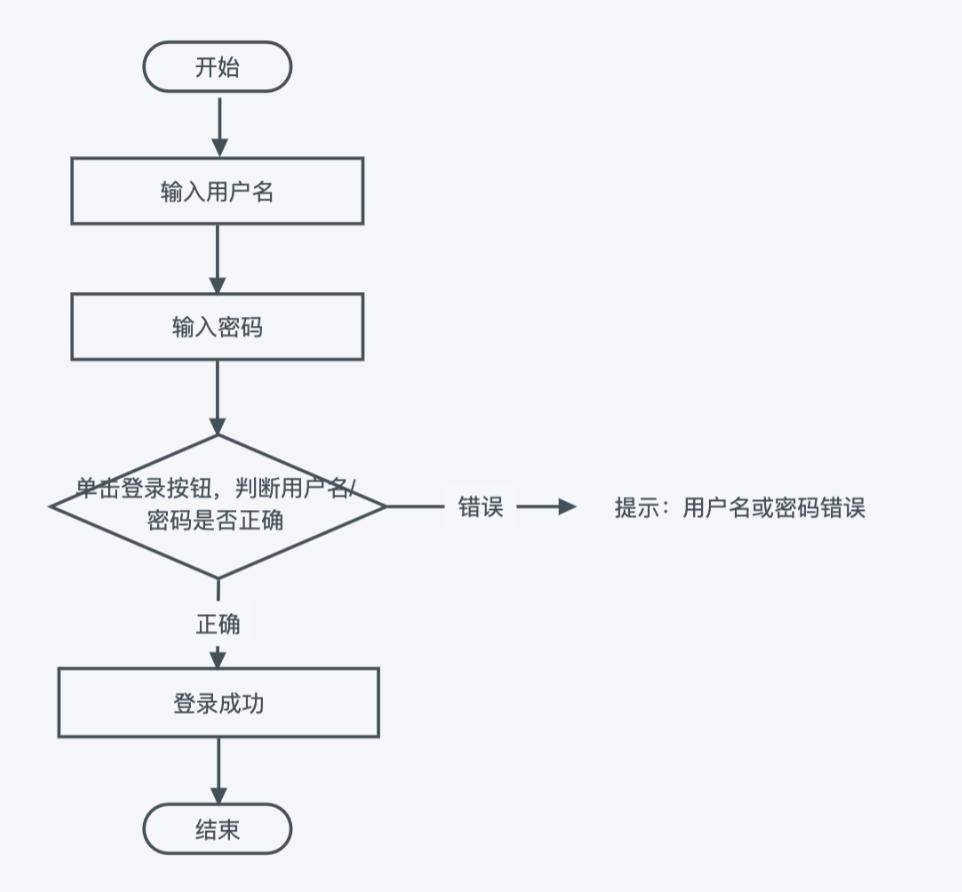 开始
输入用户名
输入密码
单击登录按钮，判断用户名/
密码是否正确
错误
提示：用户名或密码错误
正确
登录成功
结束